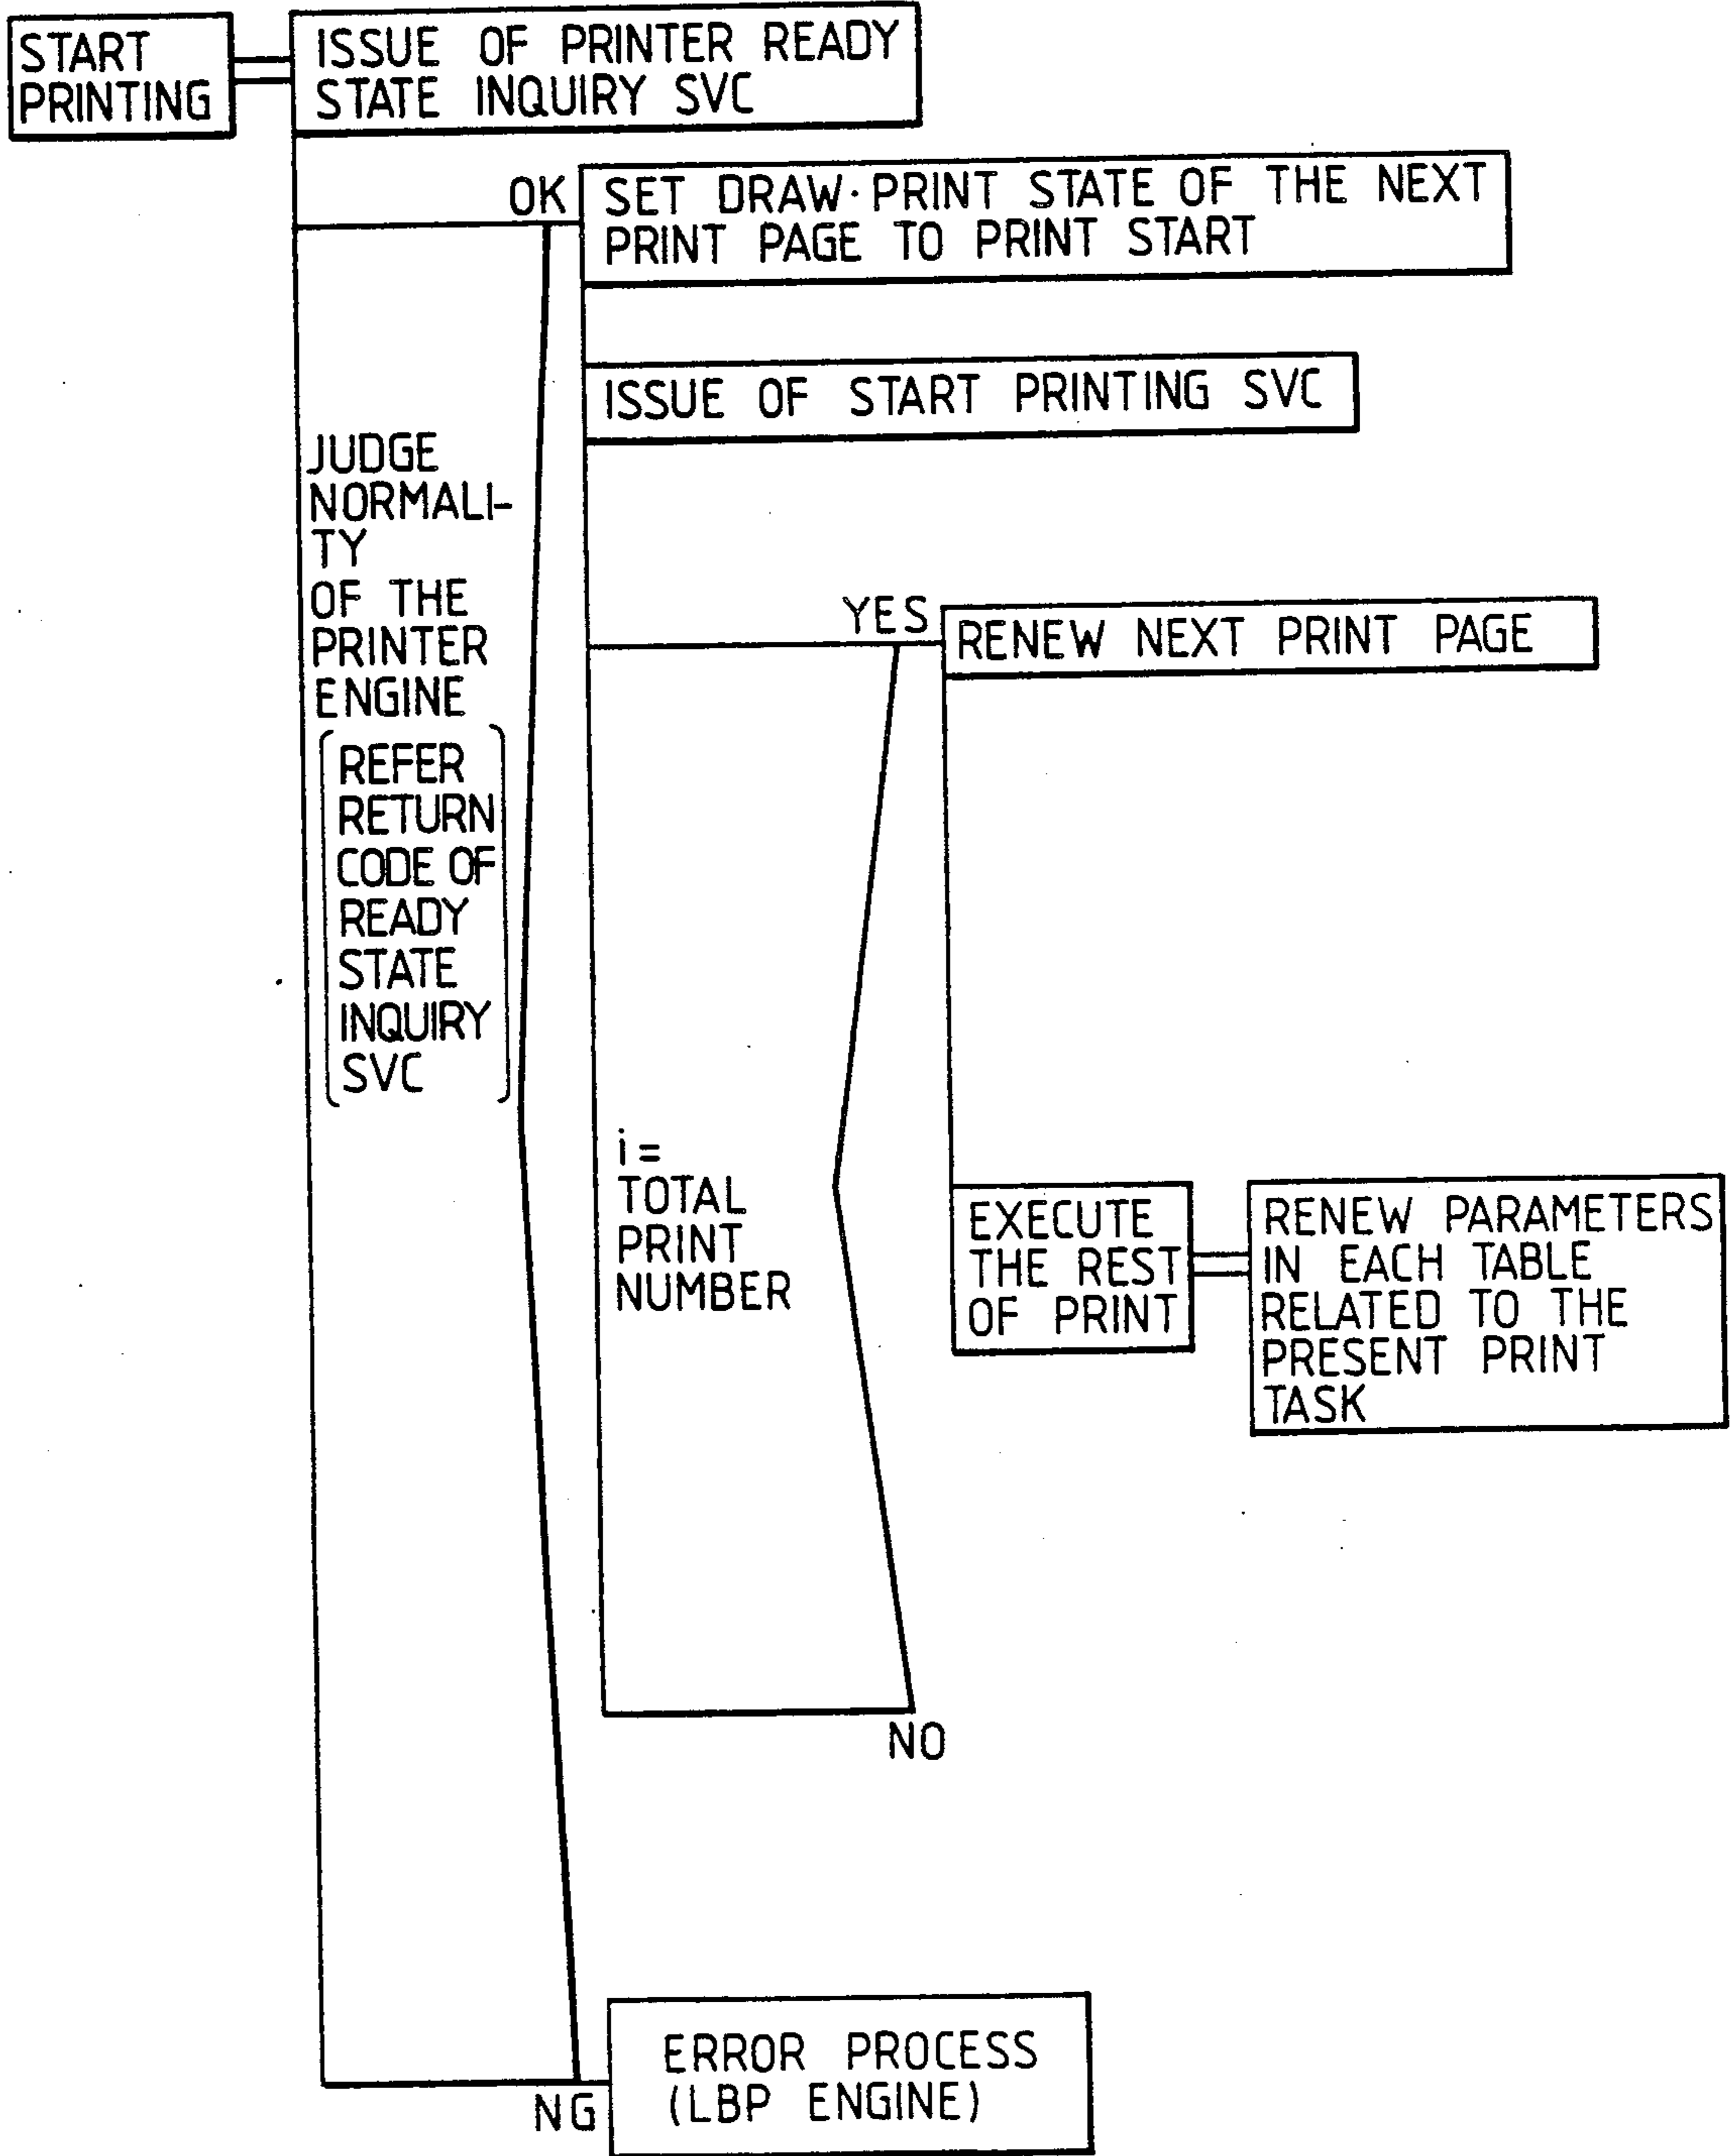 START
PRINTING
ISSUE OF PRINTER READY
STATE INQUIRY SVC
OK
SET DRAW·PRINT STATE OF THE NEXT
PRINT PAGE TO PRINT START
ISSUE OF START PRINTING SVC
JUDGE
NORMALI-
TY
OF THE
PRINTER
ENGINE
REFER
RETURN
CODE OF
READY
STATE
INQUIRY
SVC
YES
RENEW NEXT PRINT PAGE
i=
TOTAL
PRINT
NUMBER
EXECUTE
THE REST
OF PRINT
RENEW PARAMETERS
IN EACH TABLE
RELATED TO THE
PRESENT PRINT
TASK
NO
NG
ERROR PROCESS
(LBP ENGINE)